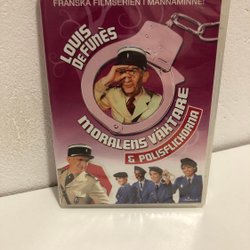 FRANSKA FILMSERIEN I MANNAMINNE!
LOUIS
DE FUNÈS
MORALENS VÄKTARE
& POLISFLICKORNA